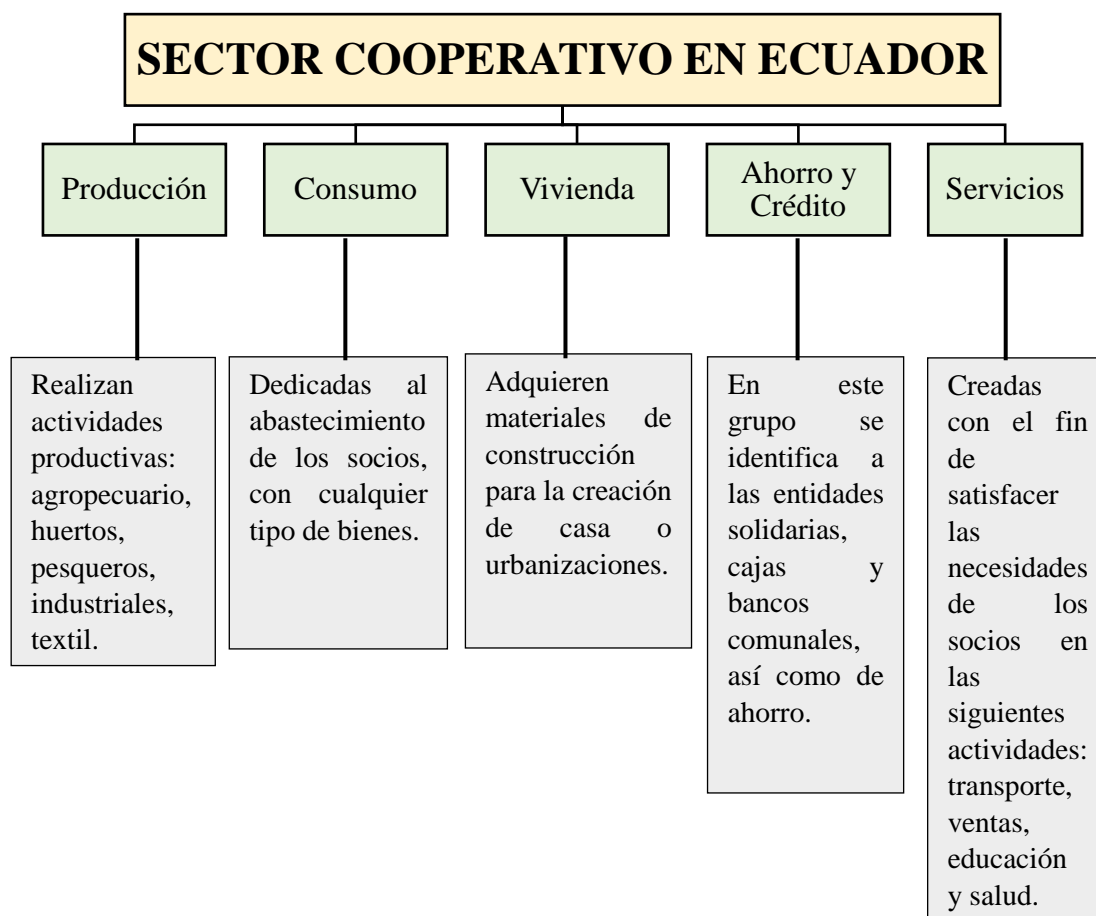 SECTOR COOPERATIVO EN ECUADOR
Producción
Consumo
Vivienda
Ahorro y
Crédito
Servicios
Realizan
actividades
productivas:
agropecuario,
huertos,
pesqueros,
industriales,
textil.
Dedicadas al
abastecimiento
de los socios,
con cualquier
tipo de bienes.
Adquieren
materiales de
construcción
para la creación
de casa o
urbanizaciones.
En este
grupo se
identifica a
las entidades
solidarias,
cajas y
bancos
comunales,
así como de
ahorro.
Creadas
con el fin
de
satisfacer
las
necesidades
de los
socios en
las
siguientes
actividades:
transporte,
ventas,
educación
y salud.